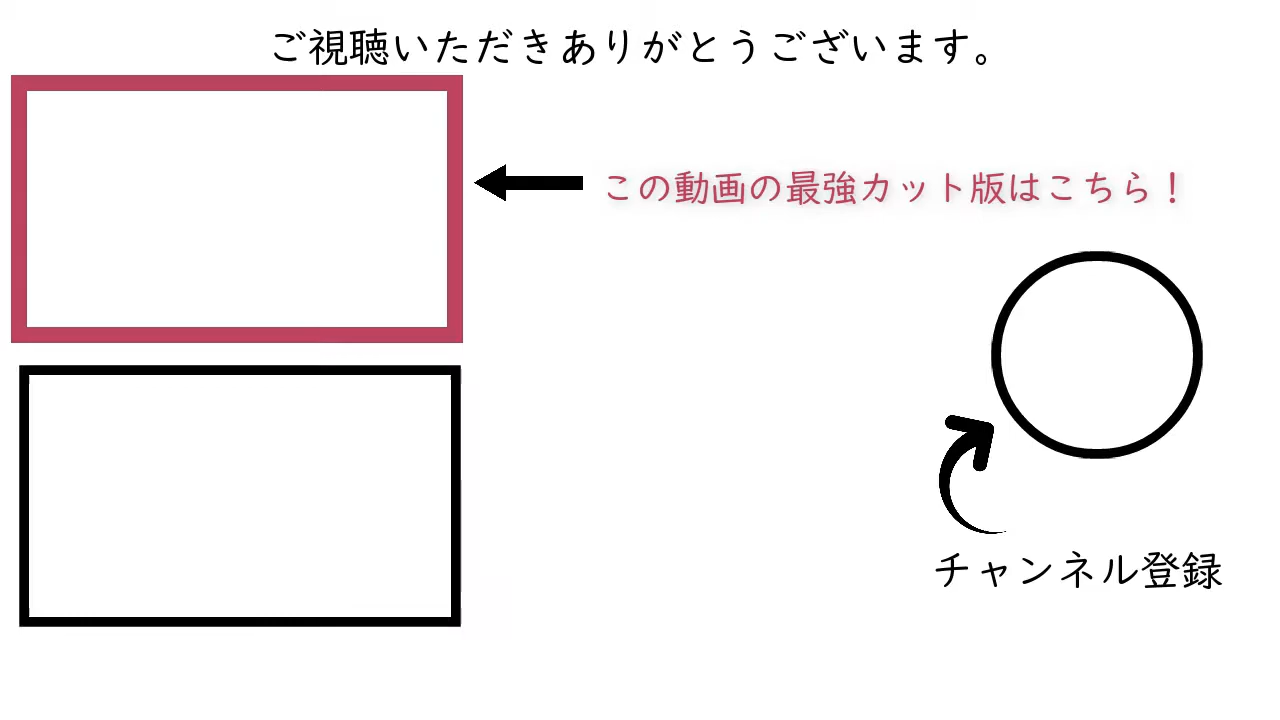 ご視聴いただきありがとうございます。
この動画の最強カット版はこちら！
チャンネル登録